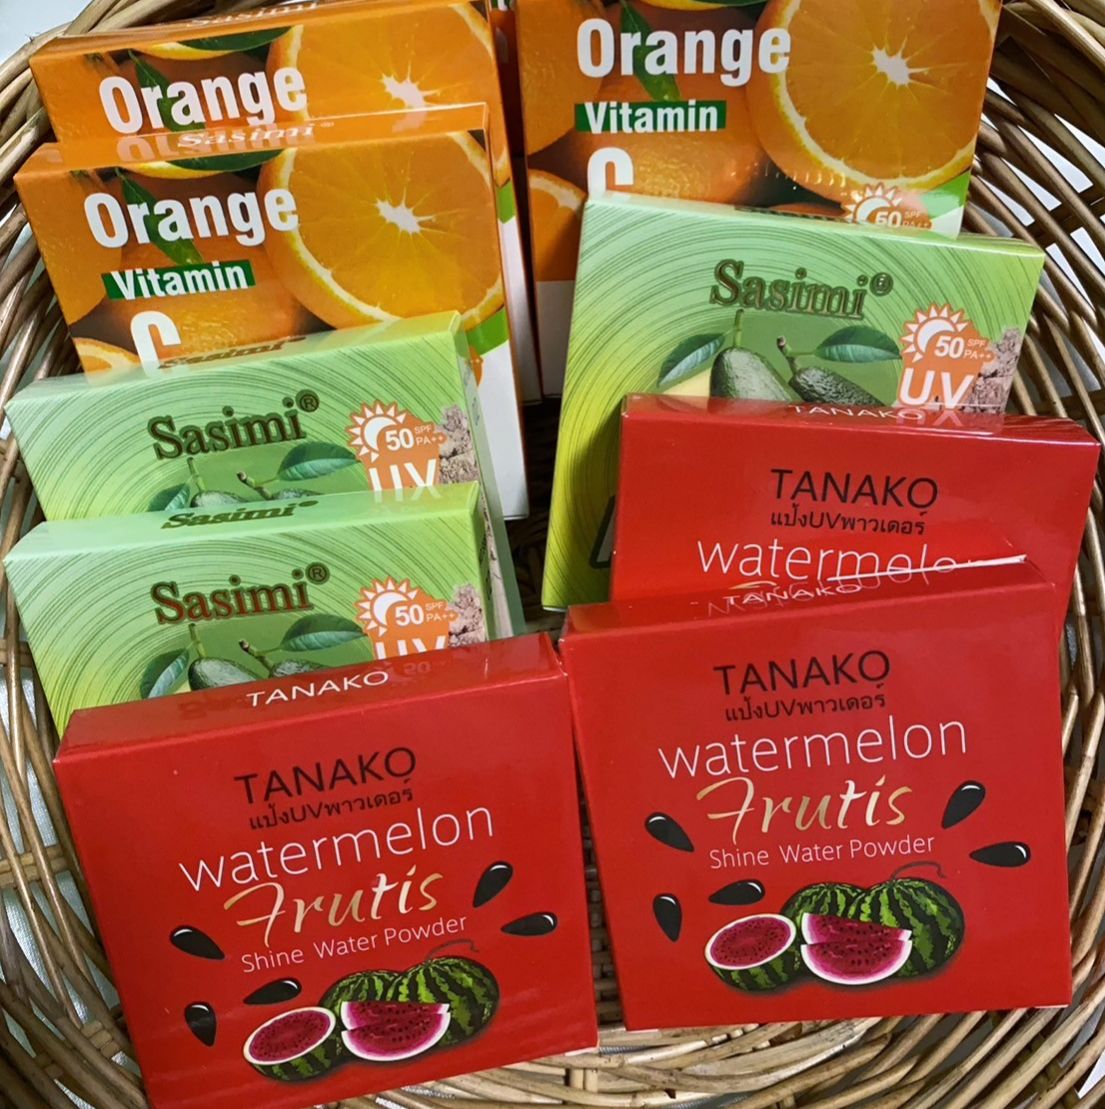 Orange
Sasimi
Orange
Vitamin
C
Orange
Vitamin
C
50 SPF
PA++
Sasimi®
50 SPF
PA++
UV
Sasimi
Sasimi®
50 SPF
PA++
UV
Sasimi®
Sasimi®
50 SPF
PA++
UV
TANAKO
TANAKO
แป้งUVพาวเดอร์
watermelon
TANAKO
TANAKO
แป้งUVพาวเดอร์
watermelon
Frutis
Shine Water Powder
TANAKO
TANAKO
แป้งUVพาวเดอร์
watermelon
Frutis
Shine Water Powder